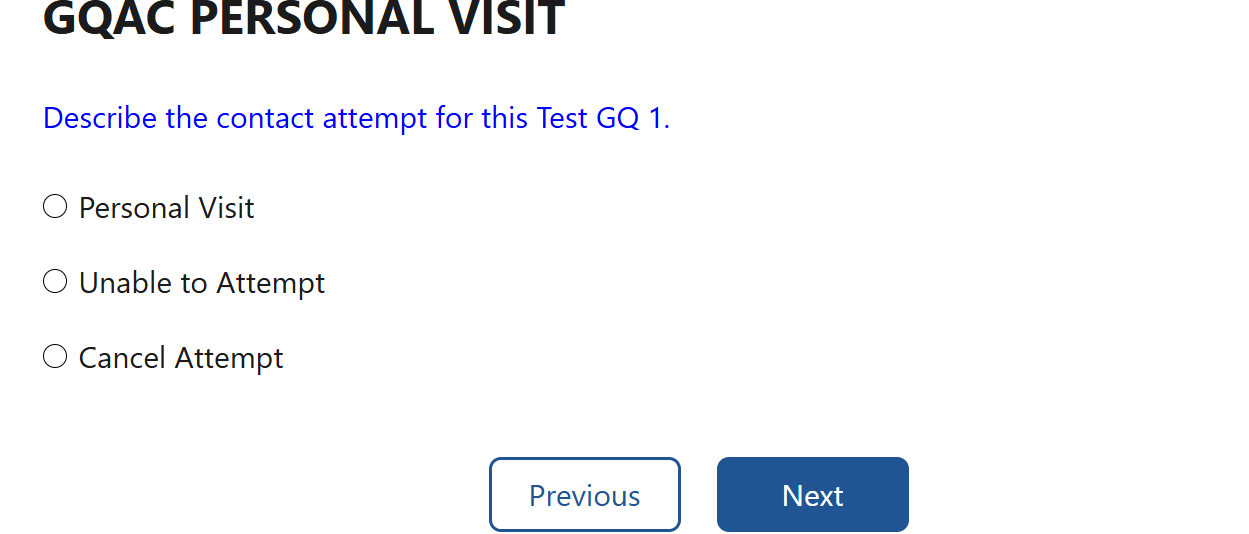 GQAC PERSONAL VISIT
Describe the contact attempt for this Test GQ 1.
Personal Visit
Unable to Attempt
Cancel Attempt
Previous
Next